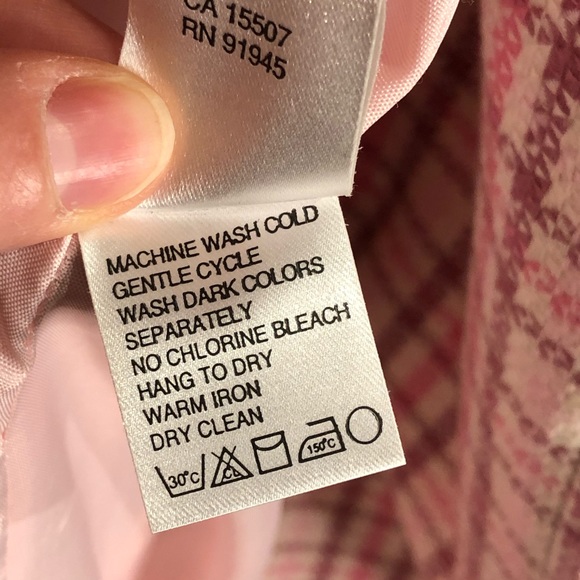 CA 15507
RN 91945
MACHINE WASH COLD
GENTLE CYCLE
WASH DARK COLORS
SEPARATELY
NO CHLORINE BLEACH
HANG TO DRY
WARM IRON
DRY CLEAN
30°C CL 150°C